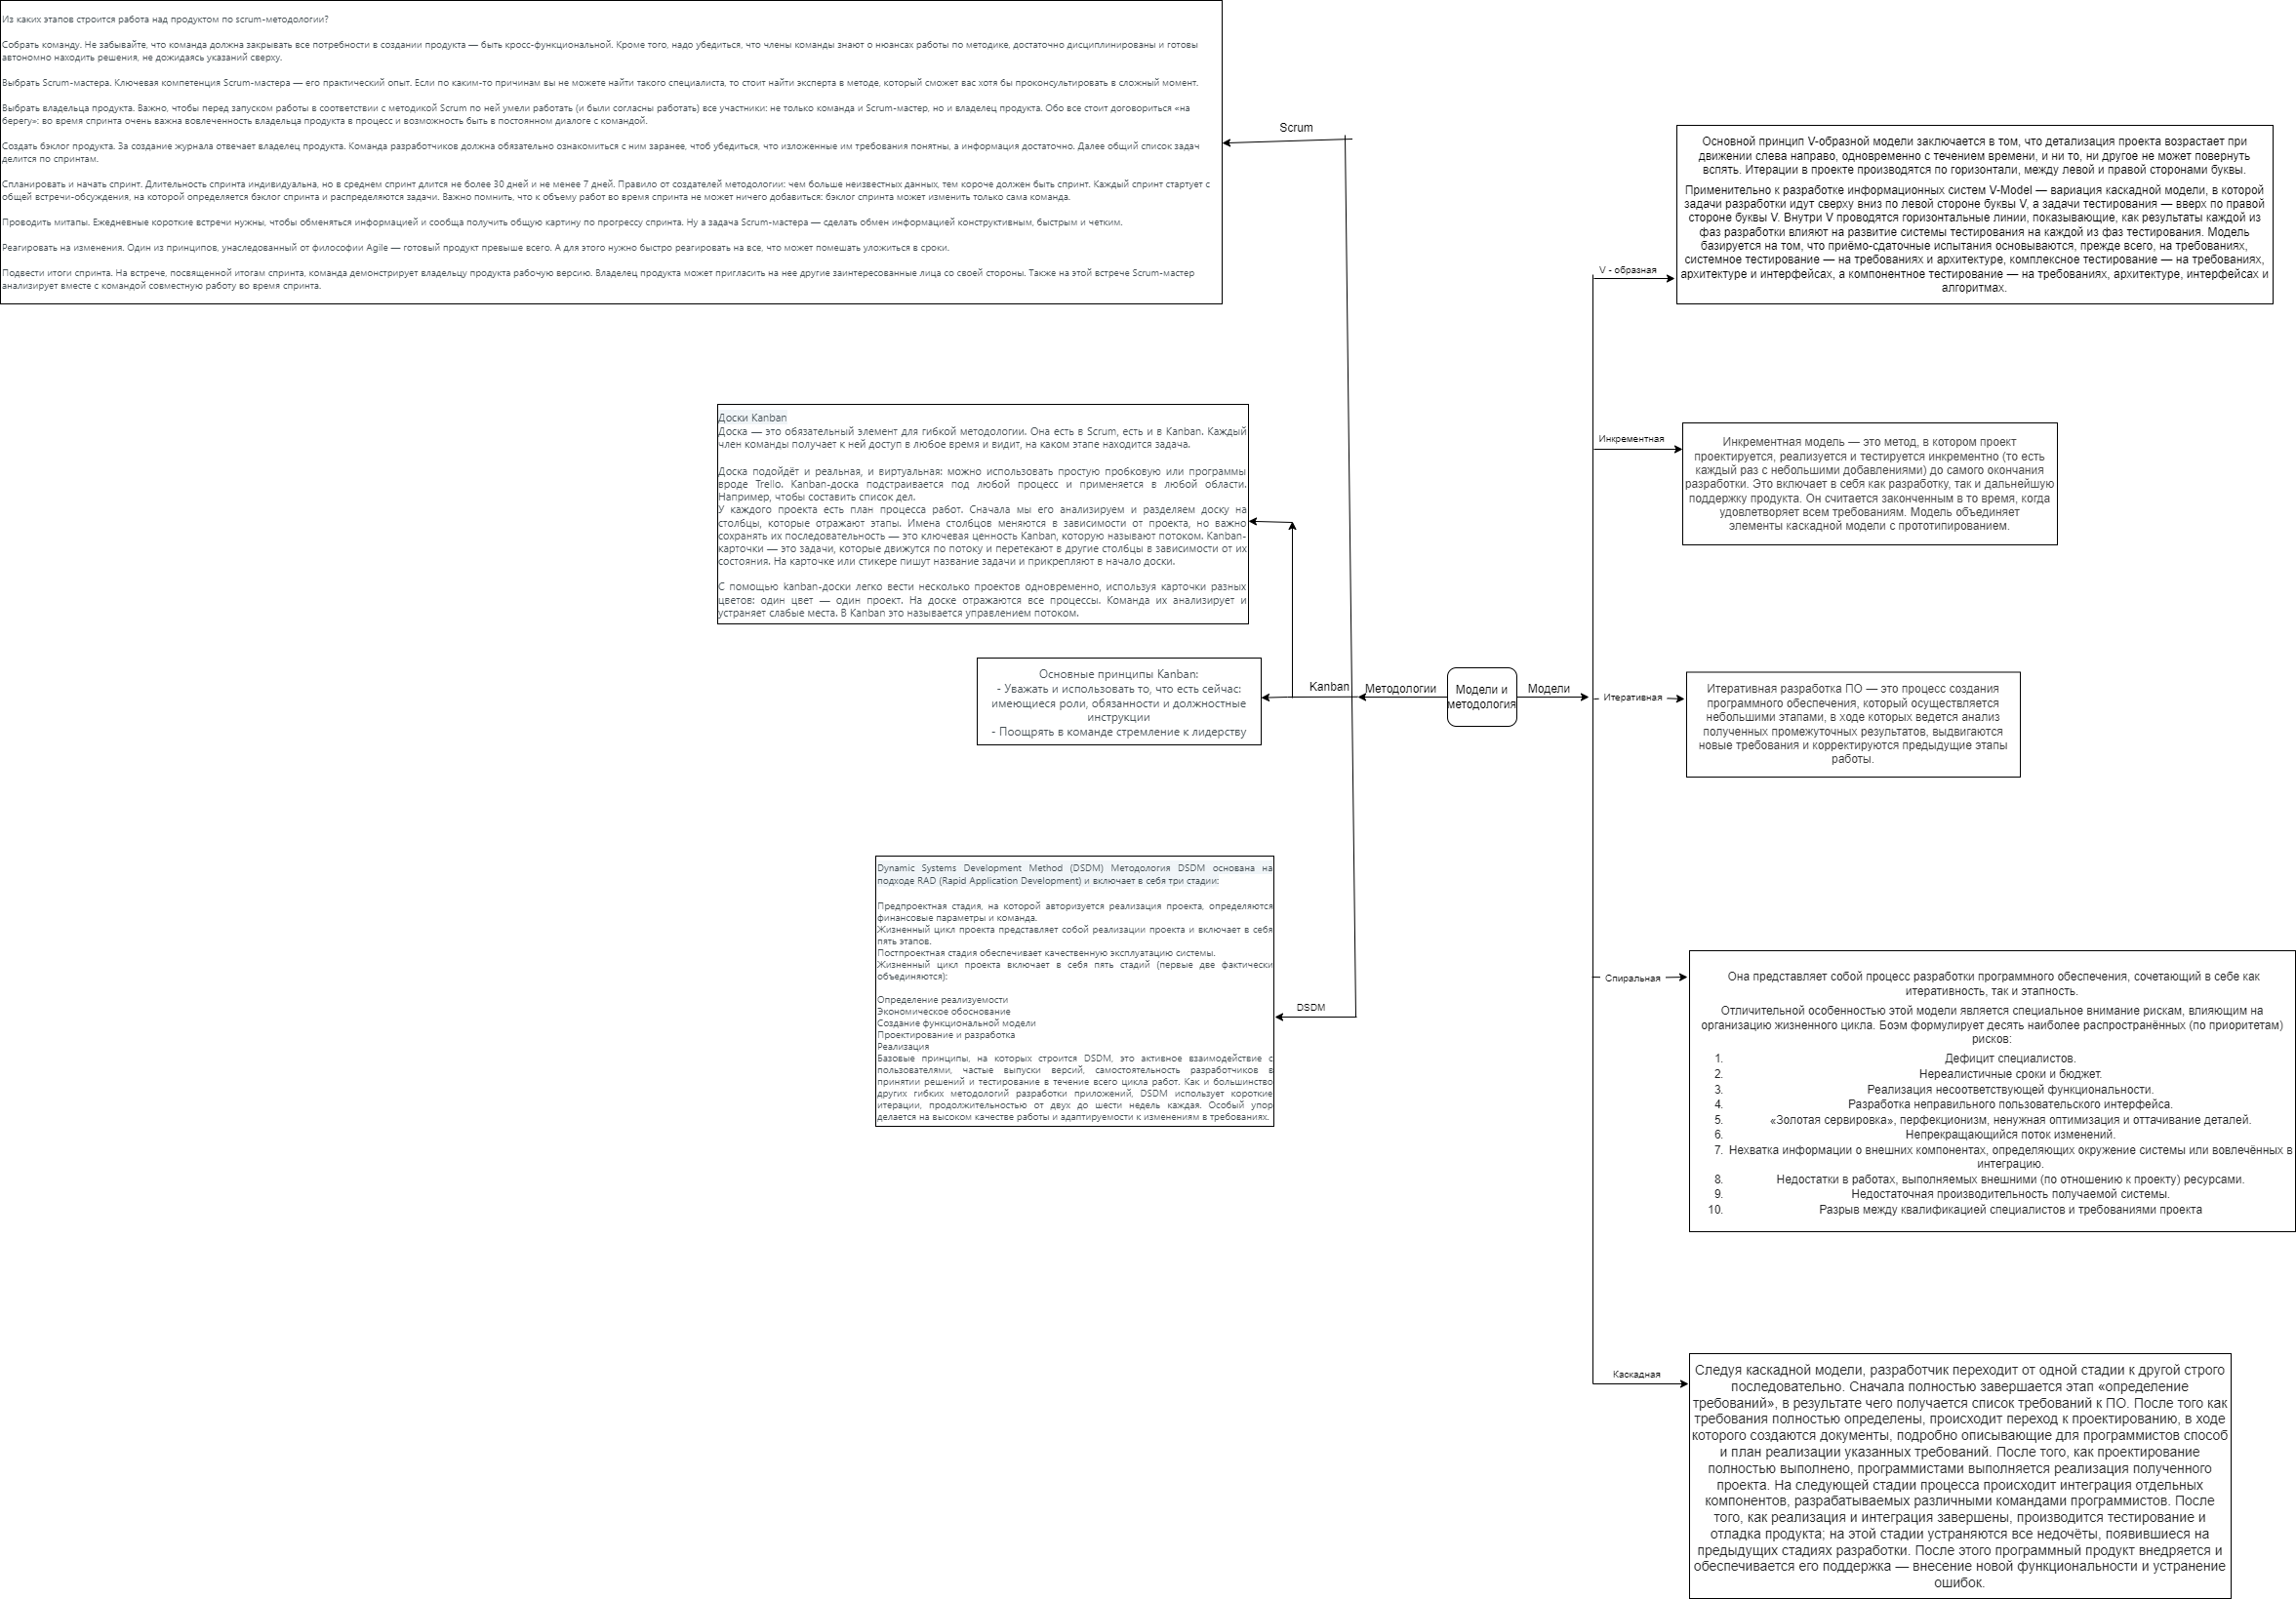 Из каких этапов строится работа над продуктом по scrum-методологии?
Собрать команду. Не забывайте, что команда должна закрывать все потребности в создании продукта — быть кросс-функциональной. Кроме того, надо убедиться, что члены команды знают о нюансах работы по методике, достаточно дисциплинированы и готовы
автономно находить решения, не дожидаясь указаний сверху.
Выбрать Scrum-мастера. Ключевая компетенция Scrum-мастера — его практический опыт. Если по каким-то причинам вы не можете найти такого специалиста, то стоит найти эксперта в методе, который сможет вас хотя бы проконсультировать в сложный момент.
Выбрать владельца продукта. Важно, чтобы перед запуском работы в соответствии с методикой Scrum по ней умели работать (и были согласны работать) все участники: не только команда и Scrum-мастер, но и владелец продукта. Обо все стоит договориться «на
берегу»: во время спринта очень важна вовлеченность владельца продукта в процесс и возможность быть в постоянном диалоге с командой.
Создать бэклог продукта. За создание журнала отвечает владелец продукта. Команда разработчиков должна обязательно ознакомиться с ним заранее, чтоб убедиться, что изложенные им требования понятны, а информация достаточно. Далее общий список задач
делится по спринтам.
Спланировать и начать спринт. Длительность спринта индивидуальна, но в среднем спринт длится не более 30 дней и не менее 7 дней. Правило от создателей методологии: чем больше неизвестных данных, тем короче должен быть спринт. Каждый спринт стартует с
общей встречи-обсуждения, на которой определяется бэклог спринта и распределяются задачи. Важно помнить, что к объему работ во время спринта не может ничего добавиться: бэклог спринта может изменить только сама команда.
Проводить митапы. Ежедневные короткие встречи нужны, чтобы обменяться информацией и сообща получить общую картину по прогрессу спринта. Ну а задача Scrum-мастера — сделать обмен информацией конструктивным, быстрым и четким.
Реагировать на изменения. Один из принципов, унаследованный от философии Agile — готовый продукт превыше всего. А для этого нужно быстро реагировать на все, что может помешать уложиться в сроки.
Подвести итоги спринта. На встрече, посвященной итогам спринта, команда демонстрирует владельцу продукта рабочую версию. Владелец продукта может пригласить на нее другие заинтересованные лица со своей стороны. Также на этой встрече Scrum-мастер
анализирует вместе с командой совместную работу во время спринта.
Scrum
Доски Kanban
Доска — это обязательный элемент для гибкой методологии. Она есть в Scrum, есть и в Kanban. Каждый
член команды получает к ней доступ в любое время и видит, на каком этапе находится задача.
Доска подойдёт и реальная, и виртуальная: можно использовать простую пробковую или программы
вроде Trello. Kanban-доска подстраивается под любой процесс и применяется в любой области.
Например, чтобы составить список дел.
У каждого проекта есть план процесса работ. Сначала мы его анализируем и разделяем доску на
столбцы, которые отражают этапы. Имена столбцов меняются в зависимости от проекта, но важно
сохранять их последовательность — это ключевая ценность Kanban, которую называют потоком. Kanban-
карточки — это задачи, которые движутся по потоку и перетекают в другие столбцы в зависимости от их
состояния. На карточке или стикере пишут название задачи и прикрепляют в начало доски.
С помощью kanban-доски легко вести несколько проектов одновременно, используя карточки разных
цветов: один цвет — один проект. На доске отражаются все процессы. Команда их анализирует и
устраняет слабые места. В Kanban это называется управлением потоком.
Основные принципы Kanban:
- Уважать и использовать то, что есть сейчас:
имеющиеся роли, обязанности и должностные
инструкции
- Поощрять в команде стремление к лидерству
Kanban
Методологии
Модели и
методология
Модели
Dynamic Systems Development Method (DSDM) Методология DSDM основана на
подходе RAD (Rapid Application Development) и включает в себя три стадии:
Предпроектная стадия, на которой авторизуется реализация проекта, определяются
финансовые параметры и команда.
Жизненный цикл проекта представляет собой реализации проекта и включает в себя
пять этапов.
Постпроектная стадия обеспечивает качественную эксплуатацию системы.
Жизненный цикл проекта включает в себя пять стадий (первые две фактически
объединяются):
Определение реализуемости
Экономическое обоснование
Создание функциональной модели
Проектирование и разработка
Реализация
Базовые принципы, на которых строится DSDM, это активное взаимодействие с
пользователями, частые выпуски версий, самостоятельность разработчиков в
принятии решений и тестирование в течение всего цикла работ. Как и большинство
других гибких методологий разработки приложений, DSDM использует короткие
итерации, продолжительностью от двух до шести недель каждая. Особый упор
делается на высоком качестве работы и адаптируемости к изменениям в требованиях.
DSDM
V - образная
Основной принцип V-образной модели заключается в том, что детализация проекта возрастает при
движении слева направо, одновременно с течением времени, и ни то, ни другое не может повернуть
вспять. Итерации в проекте производятся по горизонтали, между левой и правой сторонами буквы.
Применительно к разработке информационных систем V-Model — вариация каскадной модели, в которой
задачи разработки идут сверху вниз по левой стороне буквы V, а задачи тестирования — вверх по правой
стороне буквы V. Внутри V проводятся горизонтальные линии, показывающие, как результаты каждой из
фаз разработки влияют на развитие системы тестирования на каждой из фаз тестирования. Модель
базируется на том, что приёмо-сдаточные испытания основываются, прежде всего, на требованиях,
системное тестирование — на требованиях и архитектуре, комплексное тестирование — на требованиях,
архитектуре и интерфейсах, а компонентное тестирование — на требованиях, архитектуре, интерфейсах и
алгоритмах.
Инкрементная
Инкрементная модель — это метод, в котором проект
проектируется, реализуется и тестируется инкрементно (то есть
каждый раз с небольшими добавлениями) до самого окончания
разработки. Это включает в себя как разработку, так и дальнейшую
поддержку продукта. Он считается законченным в то время, когда
удовлетворяет всем требованиям. Модель объединяет
элементы каскадной модели с прототипированием.
Итеративная
Итеративная разработка ПО — это процесс создания
программного обеспечения, который осуществляется
небольшими этапами, в ходе которых ведется анализ
полученных промежуточных результатов, выдвигаются
новые требования и корректируются предыдущие этапы
работы.
Спиральная
Она представляет собой процесс разработки программного обеспечения, сочетающий в себе как
итеративность, так и этапность.
Отличительной особенностью этой модели является специальное внимание рискам, влияющим на
организацию жизненного цикла. Боэм формулирует десять наиболее распространённых (по приоритетам)
рисков:
1. Дефицит специалистов.
2. Нереалистичные сроки и бюджет.
3. Реализация несоответствующей функциональности.
4. Разработка неправильного пользовательского интерфейса.
5. «Золотая сервировка», перфекционизм, ненужная оптимизация и оттачивание деталей.
6. Непрекращающийся поток изменений.
7. Нехватка информации о внешних компонентах, определяющих окружение системы или вовлечённых в
интеграцию.
8. Недостатки в работах, выполняемых внешними (по отношению к проекту) ресурсами.
9. Недостаточная производительность получаемой системы.
10. Разрыв между квалификацией специалистов и требованиями проекта
Каскадная
Следуя каскадной модели, разработчик переходит от одной стадии к другой строго
последовательно. Сначала полностью завершается этап «определение
требований», в результате чего получается список требований к ПО. После того как
требования полностью определены, происходит переход к проектированию, в ходе
которого создаются документы, подробно описывающие для программистов способ
и план реализации указанных требований. После того, как проектирование
полностью выполнено, программистами выполняется реализация полученного
проекта. На следующей стадии процесса происходит интеграция отдельных
компонентов, разрабатываемых различными командами программистов. После
того, как реализация и интеграция завершены, производится тестирование и
отладка продукта; на этой стадии устраняются все недочёты, появившиеся на
предыдущих стадиях разработки. После этого программный продукт внедряется и
обеспечивается его поддержка — внесение новой функциональности и устранение
ошибок.